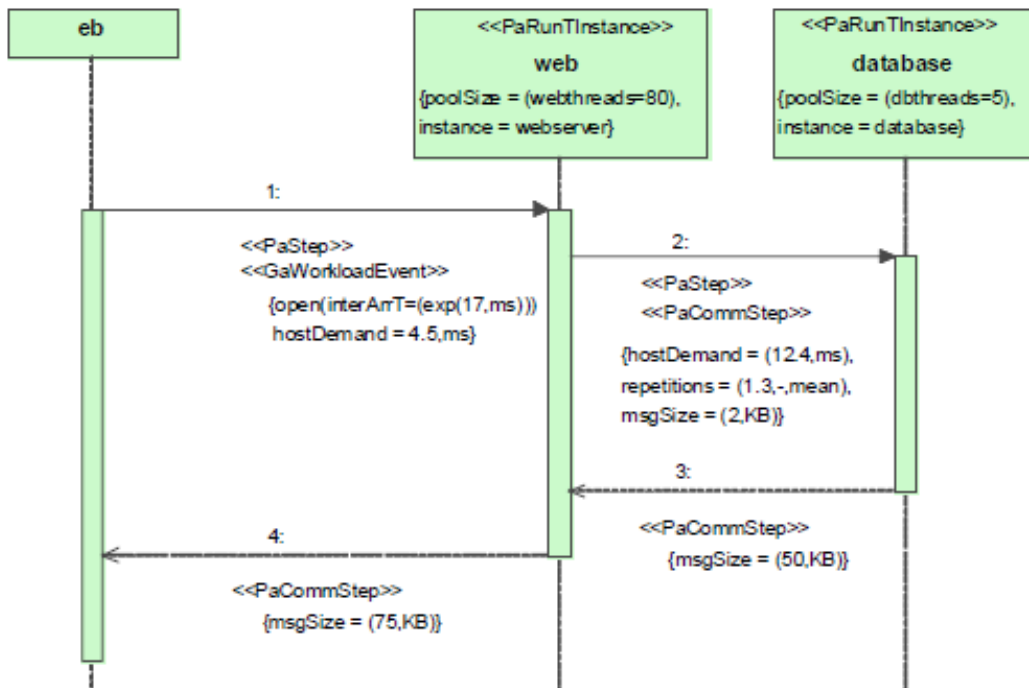 eb
<<PaRunTInstance>>
web
{poolSize = (webthreads=80),
instance = webserver}
<<PaRunTInstance>>
database
{poolSize = (dbthreads=5),
instance = database}
1:
<<PaStep>>
<<GaWorkloadEvent>>
{open(interArrT=(exp(17,ms)))
hostDemand = 4.5,ms}
2:
<<PaStep>>
<<PaCommStep>>
{hostDemand = (12.4,ms),
repetitions = (1.3,-,mean),
msgSize = (2,KB)}
3:
<<PaCommStep>>
{msgSize = (50,KB)}
4:
<<PaCommStep>>
{msgSize = (75,KB)}